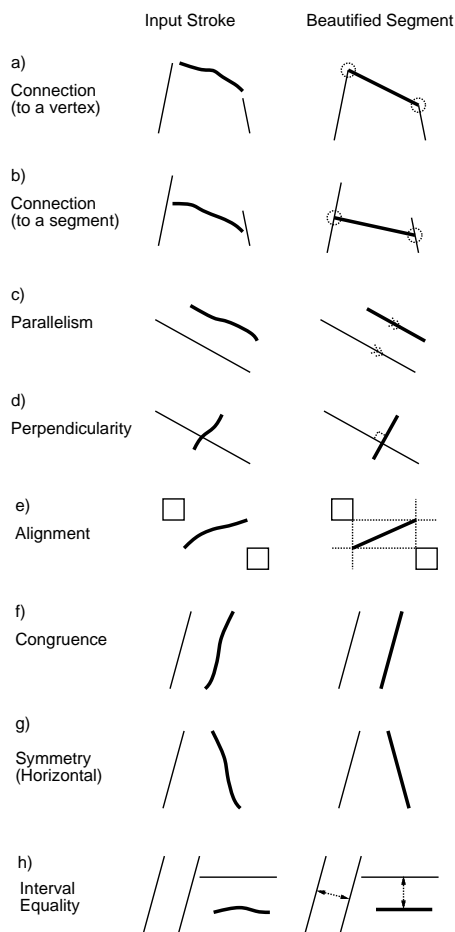 Input Stroke Beautified Segment
a)
Connection
(to a vertex)
b)
Connection
(to a segment)
c)
Parallelism
d)
Perpendicularity
e)
Alignment
f)
Congruence
g)
Symmetry
(Horizontal)
h)
Interval
Equality